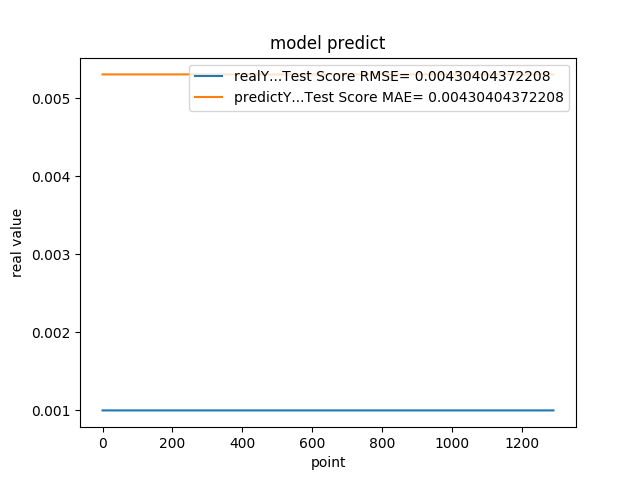 model predict
realY...Test Score RMSE= 0.00430404372208
predictY...Test Score MAE= 0.00430404372208
0.005
0.004
0.003
0.002
0.001
real value
0 200 400 600 800 1000 1200
point